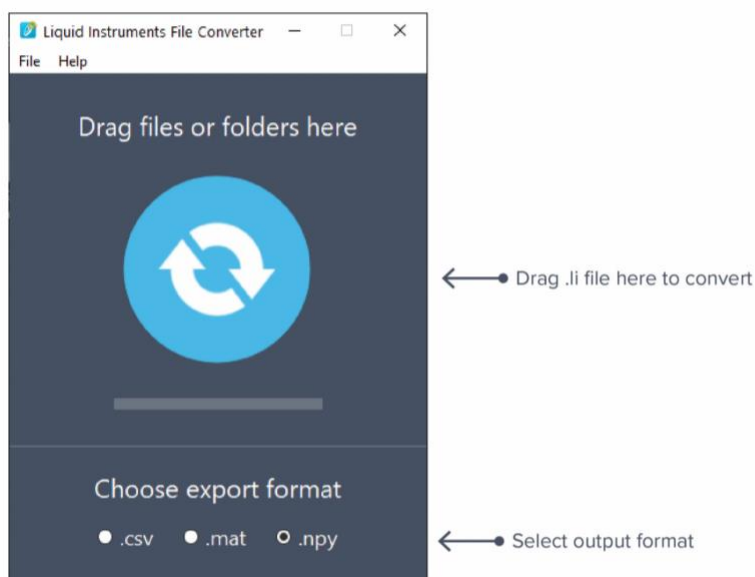 Liquid Instruments File Converter
File Help
Drag files or folders here
Drag .li file here to convert
Choose export format
.csv .mat .npy
Select output format